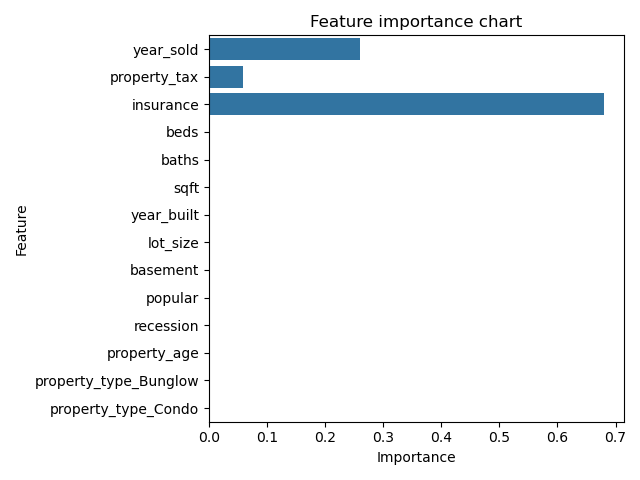 Feature importance chart
Feature
year_sold
property_tax
insurance
beds
baths
sqft
year_built
lot_size
basement
popular
recession
property_age
property_type_Bunglow
property_type_Condo
0.0 0.1 0.2 0.3 0.4 0.5 0.6 0.7
Importance